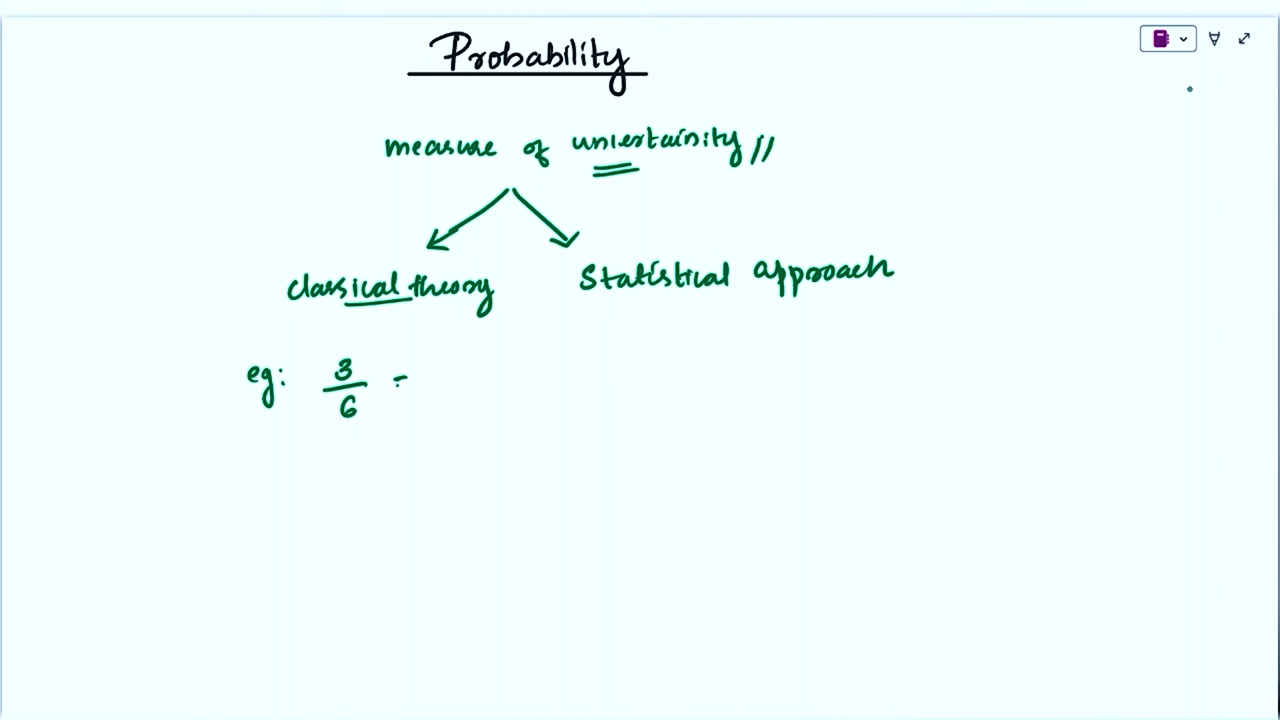 Probability
measure of uncertainity //
classical theory
Statistical approach
eg: 3/6 =